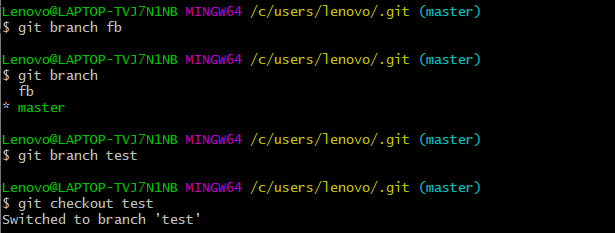 Lenovo@LAPTOP-TVJ7N1NB MINGW64 /c/users/lenovo/.git (master)
$ git branch fb
Lenovo@LAPTOP-TVJ7N1NB MINGW64 /c/users/lenovo/.git (master)
$ git branch
  fb
* master
Lenovo@LAPTOP-TVJ7N1NB MINGW64 /c/users/lenovo/.git (master)
$ git branch test
Lenovo@LAPTOP-TVJ7N1NB MINGW64 /c/users/lenovo/.git (master)
$ git checkout test
Switched to branch 'test'